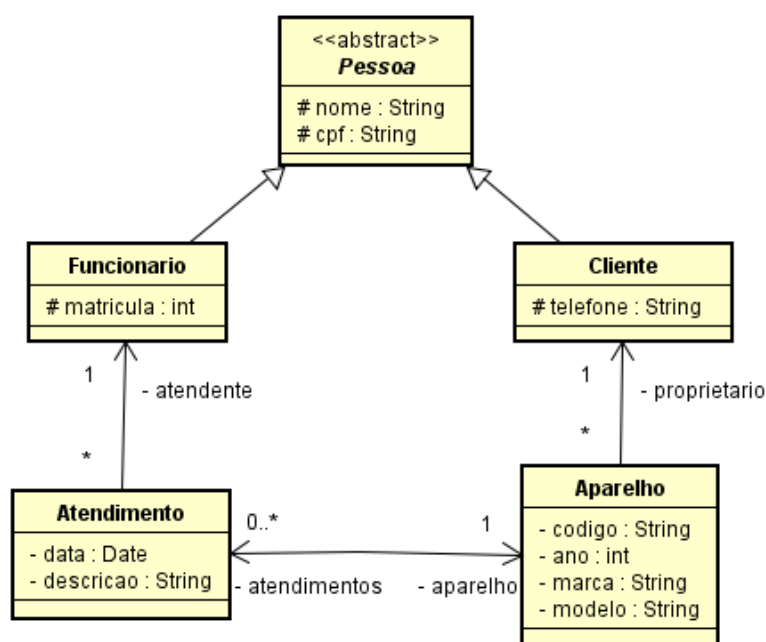 <<abstract>>
Pessoa
# nome : String
# cpf : String
Funcionario
# matricula : int
Cliente
# telefone : String
1
- atendente
*
1
- proprietario
*
Atendimento
- data : Date
- descricao : String
0..*
- atendimentos
1
- aparelho
Aparelho
- codigo : String
- ano : int
- marca : String
- modelo : String